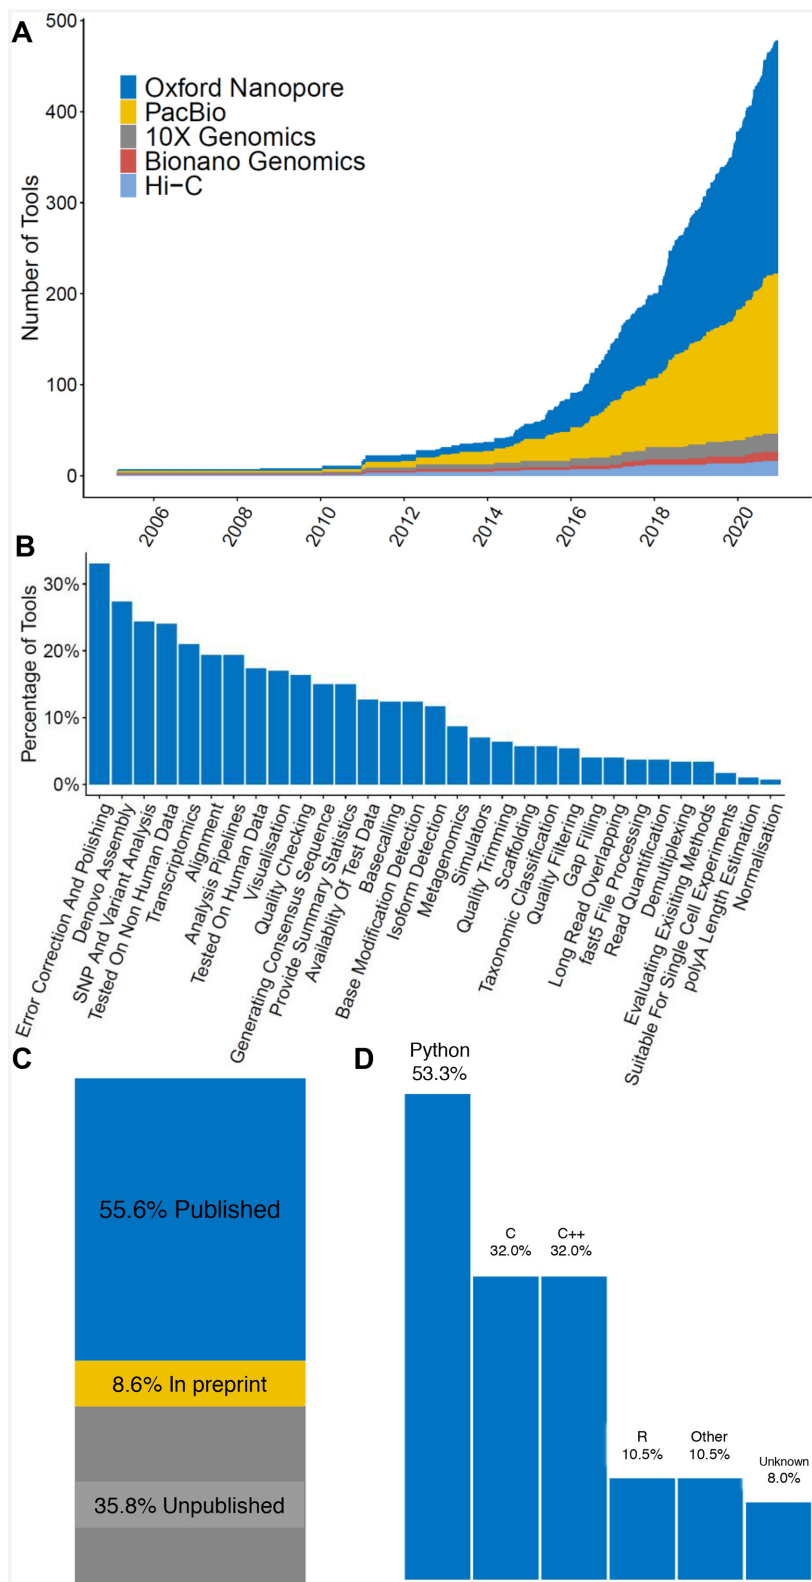 A
500
400
300
200
100
0
Number of Tools
Oxford Nanopore
PacBio
10X Genomics
Bionano Genomics
Hi-C
2006
2008
2010
2012
2014
2016
2018
2020
B
Percentage of Tools
30%
20%
10%
0%
Error Correction And Polishing
Denovo Assembly
SNP And Variant Analysis
Tested On Non Human Data
Transcriptomics
Alignment
Analysis Pipelines
Tested On Human Data
Visualisation
Quality Checking
Generating Consensus Sequence
Provide Summary Statistics
Availablity Of Test Data
Basecalling
Base Modification Detection
Isoform Detection
Metagenomics
Simulators
Quality Trimming
Scaffolding
Taxonomic Classification
Quality Filtering
Gap Filling
Long Read Overlapping
fast5 File Processing
Read Quantification
Demultiplexing
Evaluating Exisiting Methods
Suitable For Single Cell Experiments
polyA Length Estimation
Normalisation
C
55.6% Published
8.6% In preprint
35.8% Unpublished
D
Python
53.3%
C
32.0%
C++
32.0%
R
10.5%
Other
10.5%
Unknown
8.0%